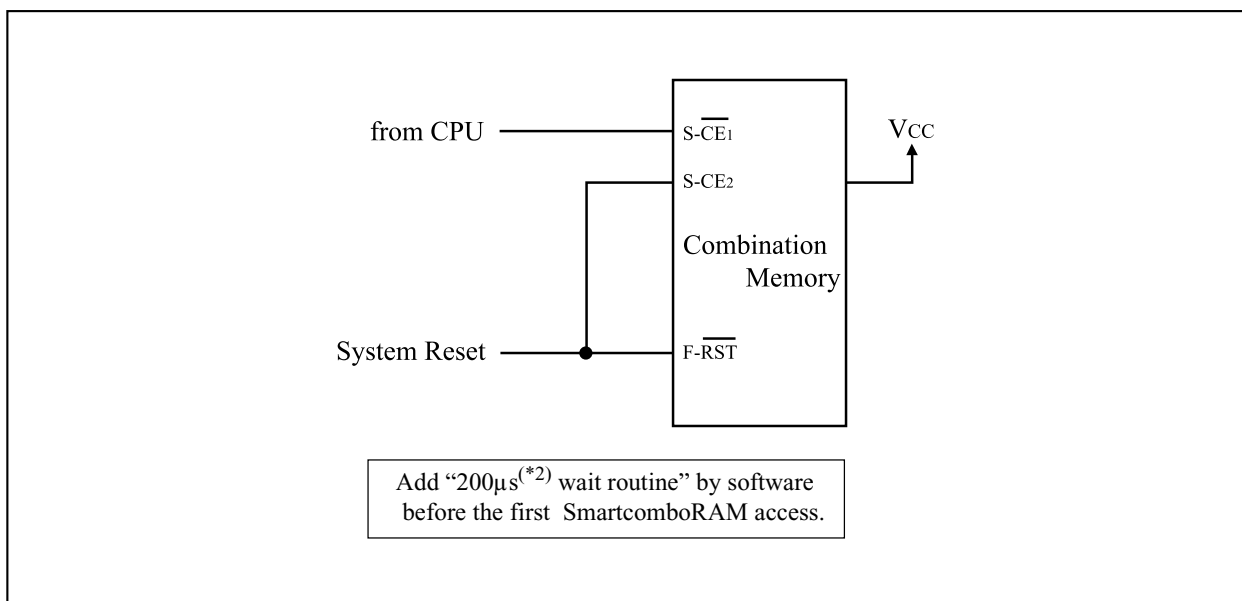 from CPU
S-CE1
VCC
S-CE2
Combination
Memory
System Reset
F-RST
Add “200μs(*2) wait routine” by software
before the first SmartcomboRAM access.